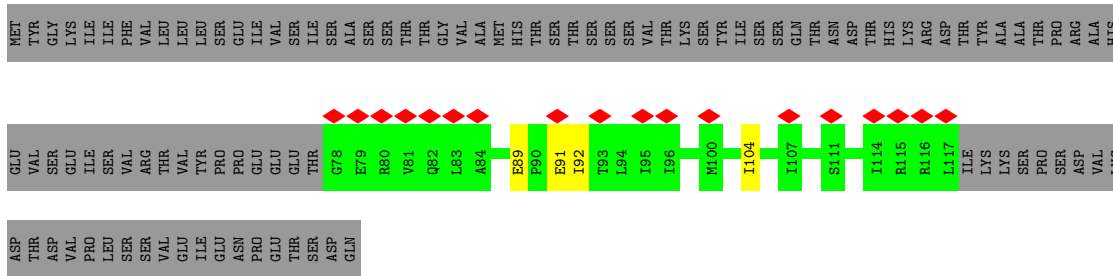 MET TYR GLY LYS ILE ILE ILE PHE VAL LEU LEU LEU SER GLU ILE VAL SER ILE SER ALA SER SER THR THR GLY VAL ALA MET HIS THR SER THR SER SER SER VAL THR LYS SER TYR ILE SER SER GLN THR ASN ASP THR HIS LYS ARG ASP THR TYR ALA ALA THR PRO ARG ALA HIS
GLU VAL SER GLU ILE SER VAL ARG THR VAL TYR PRO PRO GLU GLU GLU THR G78 E79 R80 V81 Q82 L83 A84 E89 P90 E91 I92 T93 L94 I95 I96 M100 I104 I107 S111 I114 R115 R116 L117 ILE LYS LYS SER PRO SER ASP VAL
ASP THR ASP VAL PRO LEU SER SER VAL GLU ILE GLU ASN PRO GLU THR SER ASP GLN